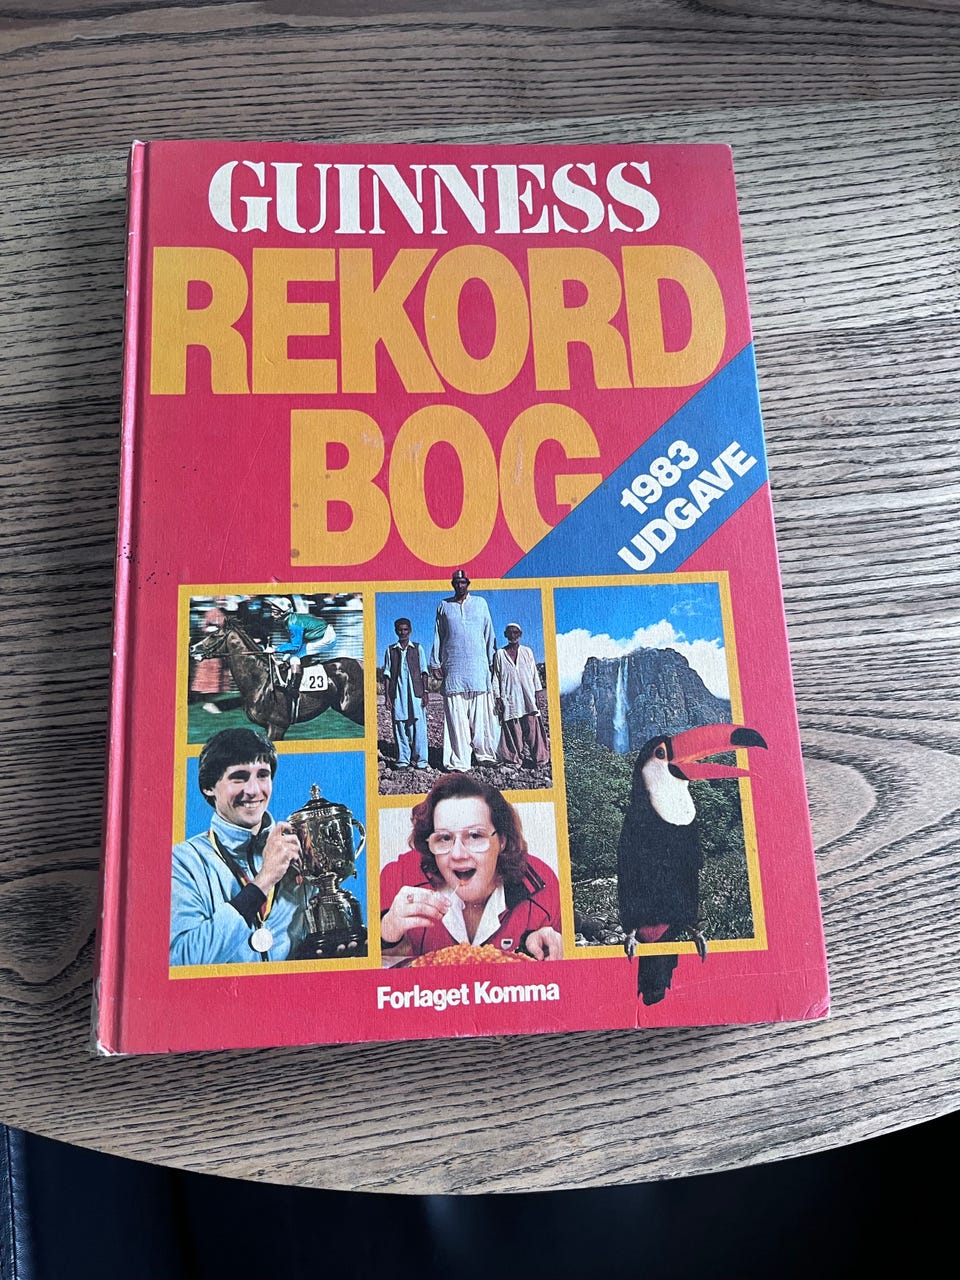 GUINNESS
REKORD
BOG
1983
UDGAVE
23
Forlaget Komma